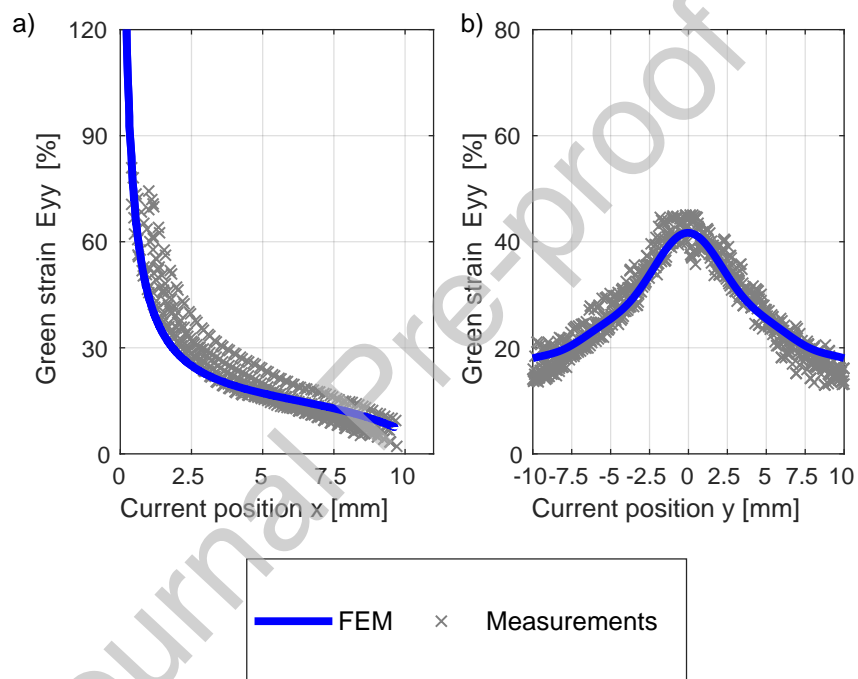 a)
120
90
60
30
0
0 2.5 5 7.5 10
Green strain Eyy [%]
Current position x [mm]
b)
80
60
40
20
0
-10 -7.5 -5 -2.5 0 2.5 5 7.5 10
Green strain Eyy [%]
Current position y [mm]
FEM
Measurements
ournal Pre-proof